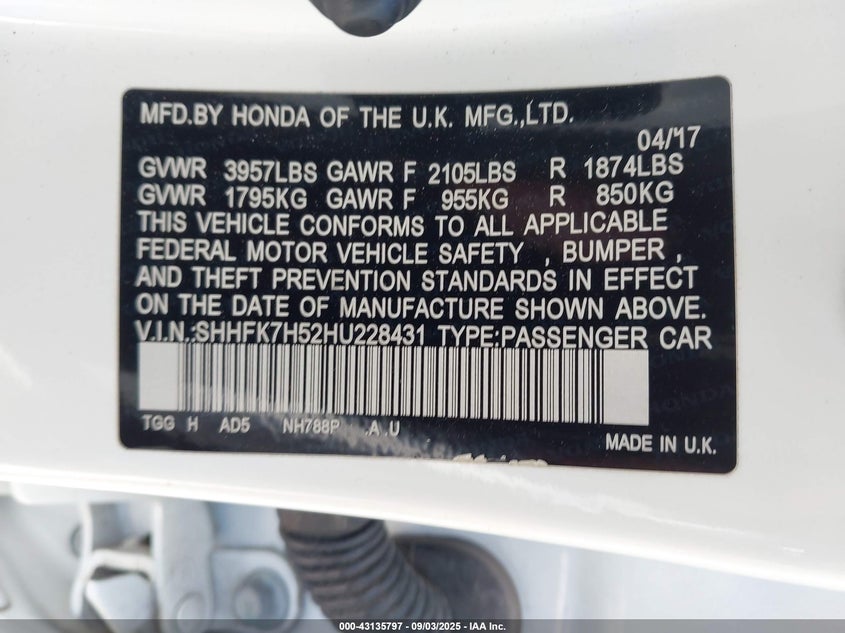 MFD.BY HONDA OF THE U.K. MFG.,LTD.
04/17
GVWR 3957LBS GAWR F 2105LBS R 1874LBS
GVWR 1795KG GAWR F 955KG R 850KG
THIS VEHICLE CONFORMS TO ALL APPLICABLE
FEDERAL MOTOR VEHICLE SAFETY , BUMPER ,
AND THEFT PREVENTION STANDARDS IN EFFECT
ON THE DATE OF MANUFACTURE SHOWN ABOVE.
V.I.N.:SHHFK7H52HU228431 TYPE:PASSENGER CAR
TGG H AD5 NH788P .A .U
MADE IN U.K.
000-43135797 - 09/03/2025 - IAA Inc.